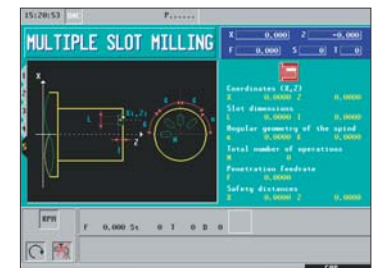 15:20:53 P......
MULTIPLE SLOT MILLING
X 0,000 Z -0,000
F 0,000 S 0 T 0
X
L
Z
Coordinates (X,Z)
X 0.0000 Z 0.0000
Slot dimensions
L 0.0000 I 0.0000
Regular geometry of the spind
α 0.0000 ß 0.0000
Total number of operations
N 0
Penetration feedrate
F 0.0000
Safety distances
X 0.0000 Z 0.0000
RPM
F 0.000 S% 0 T 0 D 0